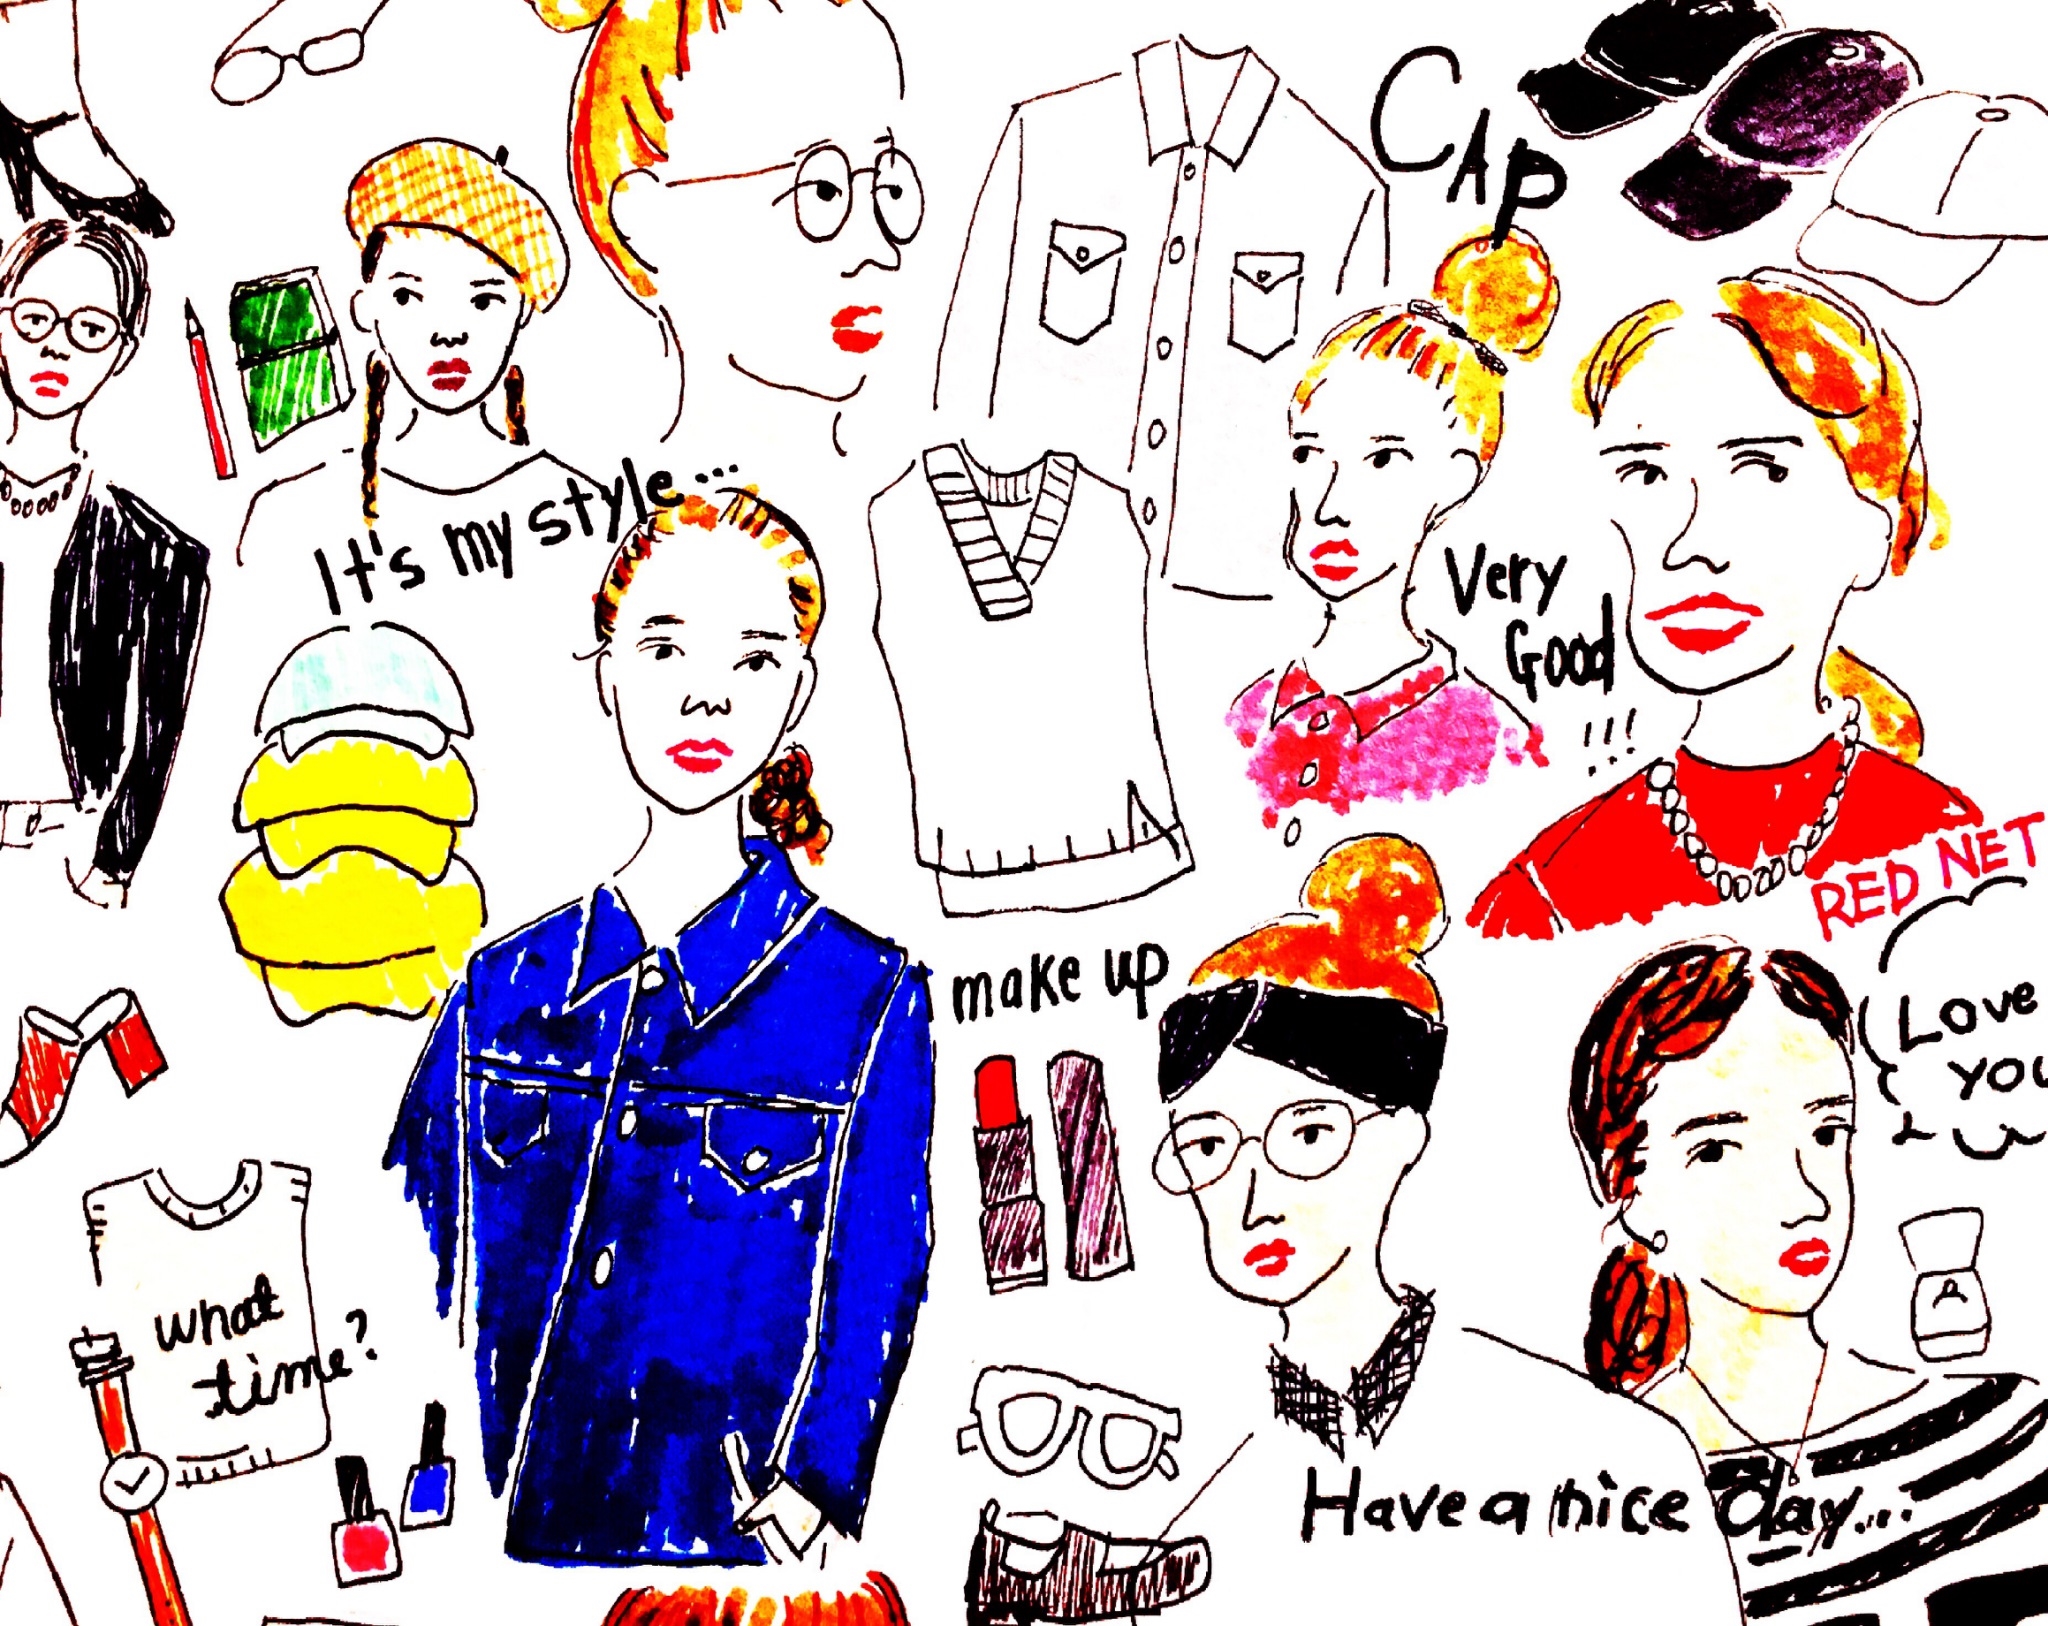 CAP
It's my style...
Very
Good
!!!
RED NET
make up
Love
you
what
time?
Have a nice day...